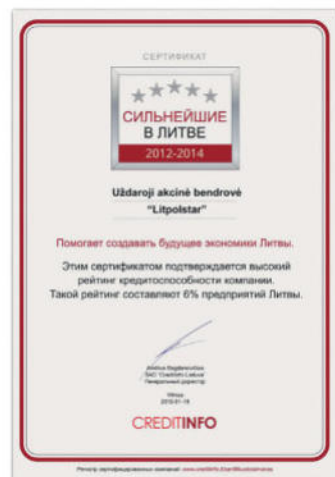 СЕРТИФИКАТ
СИЛЬНЕЙШИЕ
В ЛИТВЕ
2012-2014
Uždaroji akcinė bendrovė
"Litpolstar"
Помогает создавать будущее экономики Литвы.
Этим сертификатом подтверждается высокий
рейтинг кредитоспособности компании.
Такой рейтинг составляют 6% предприятий Литвы.
Генеральный директор
CREDITINFO